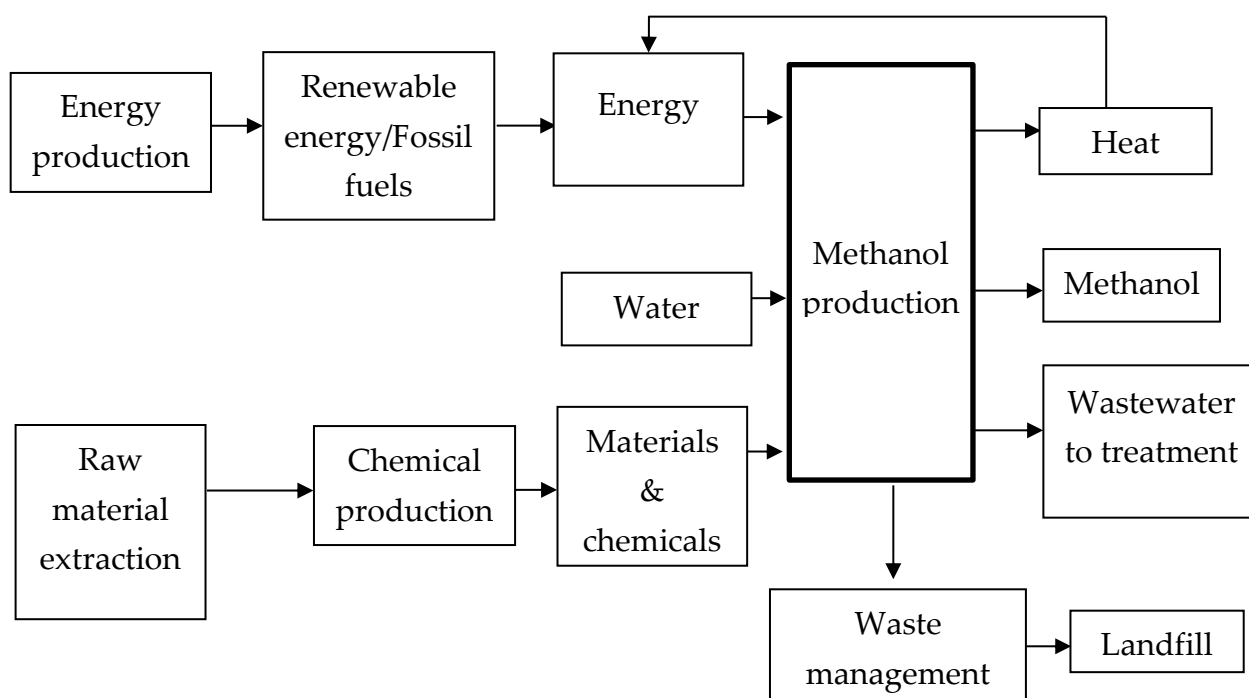 Energy
production
Renewable
energy/Fossil
fuels
Energy
Heat
Water
Methanol
production
Methanol
Raw
material
extraction
Chemical
production
Materials
&
chemicals
Wastewater
to treatment
Waste
management
Landfill